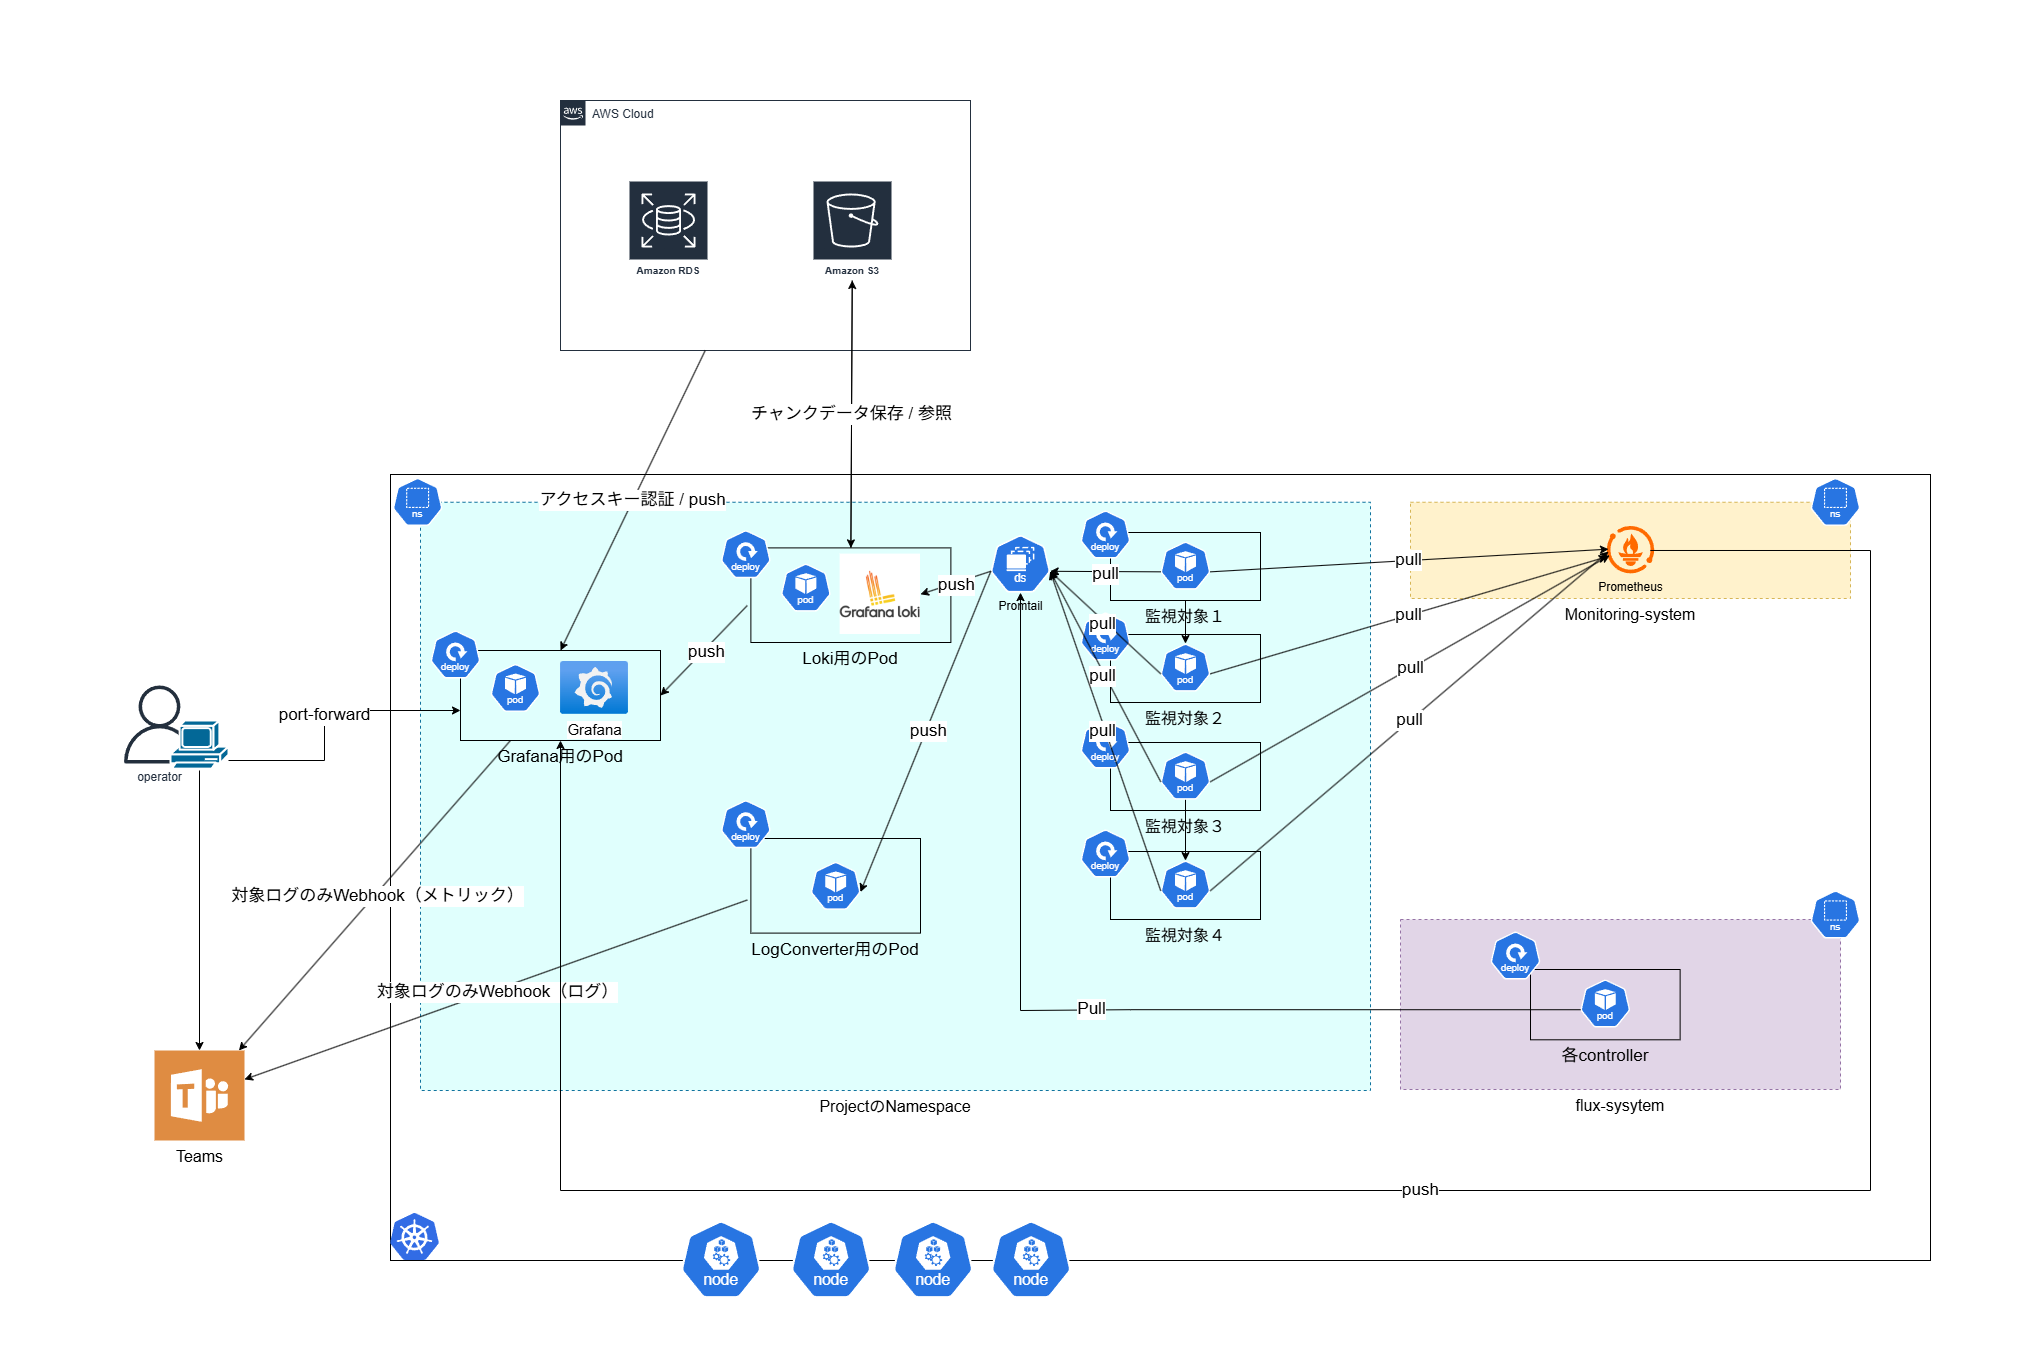 aws
AWS Cloud
Amazon RDS
Amazon S3
チャンクデータ保存 / 参照
アクセスキー認証 / push
ns
ns
deploy
pod
Grafana loki
Loki用のPod
push
ds
Promtail
deploy
pod
監視対象１
pull
pull
deploy
pod
監視対象２
pull
pull
deploy
pod
監視対象３
pull
pull
deploy
pod
監視対象４
pull
pull
Prometheus
Monitoring-system
push
push
deploy
pod
Grafana
Grafana用のPod
port-forward
operator
deploy
pod
LogConverter用のPod
対象ログのみWebhook（メトリック）
対象ログのみWebhook（ログ）
Teams
Pull
ns
deploy
pod
各controller
flux-sysytem
ProjectのNamespace
push
node
node
node
node